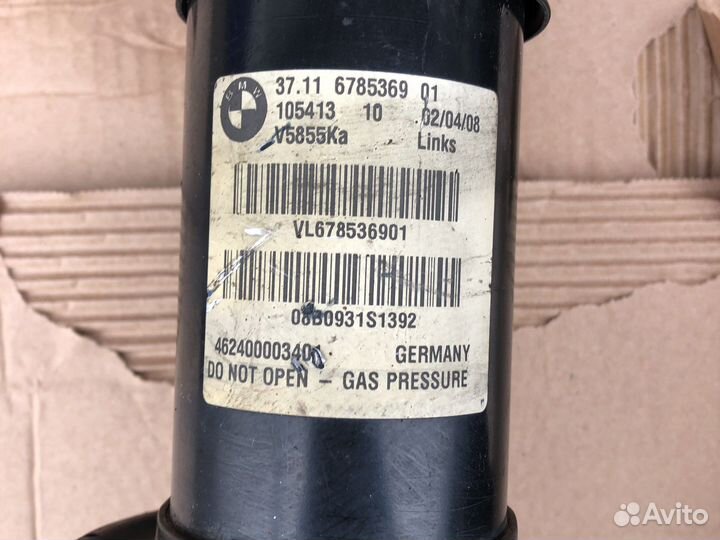 BMW
37.11 6785369 01
105413 10 02/04/08
V5855Ka Links
VL678536901
08B0931S1392
462400003401 GERMANY
DO NOT OPEN – GAS PRESSURE
Avito